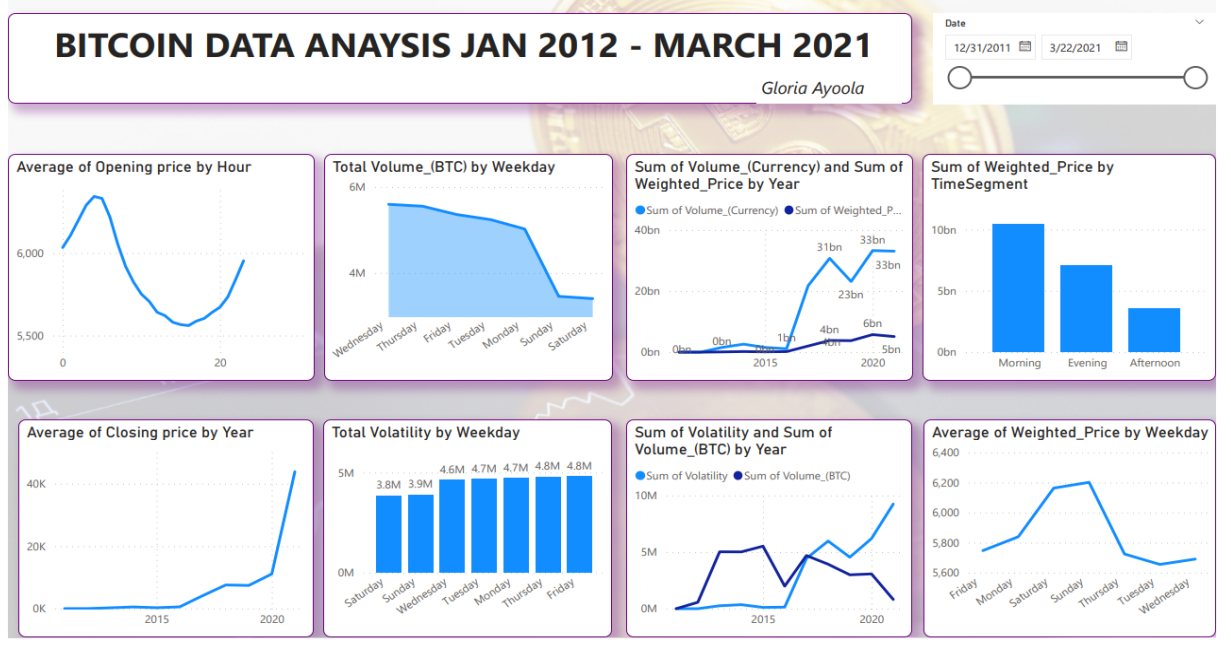 BITCOIN DATA ANAYSIS JAN 2012 - MARCH 2021
Gloria Ayoola
Date
12/31/2011
3/22/2021
Average of Opening price by Hour
6,000
5,500
0
20
Total Volume_(BTC) by Weekday
6M
4M
Wednesday
Thursday
Friday
Tuesday
Monday
Sunday
Saturday
Sum of Volume_(Currency) and Sum of
Weighted_Price by Year
Sum of Volume_(Currency)
Sum of Weighted_P...
40bn
20bn
0bn
0bn
0bn
0bn
1bn
31bn
23bn
33bn
33bn
4bn
4bn
6bn
5bn
2015
2020
Sum of Weighted_Price by
TimeSegment
10bn
5bn
0bn
Morning
Evening
Afternoon
Average of Closing price by Year
40K
20K
0K
2015
2020
Total Volatility by Weekday
5M
0M
3.8M
3.9M
4.6M
4.7M
4.7M
4.8M
4.8M
Saturday
Sunday
Wednesday
Tuesday
Monday
Thursday
Friday
Sum of Volatility and Sum of
Volume_(BTC) by Year
Sum of Volatility
Sum of Volume_(BTC)
10M
5M
0M
2015
2020
Average of Weighted_Price by Weekday
6,400
6,200
6,000
5,800
5,600
Friday
Monday
Saturday
Sunday
Thursday
Tuesday
Wednesday